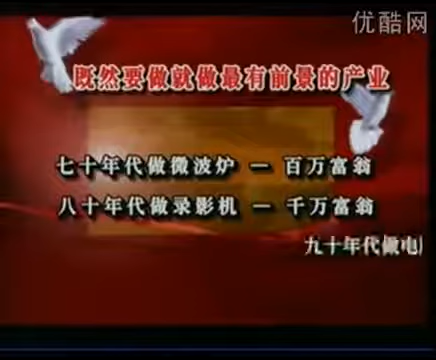 优酷网
既然要做就做最有前景的产业
七十年代做微波炉 — 百万富翁
八十年代做录影机 — 千万富翁
九十年代做电